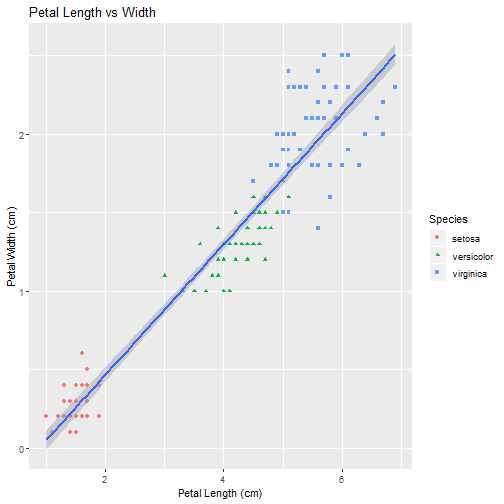 Petal Length vs Width
Petal Width (cm)
2
1
0
2
4
6
Petal Length (cm)
Species
setosa
versicolor
virginica